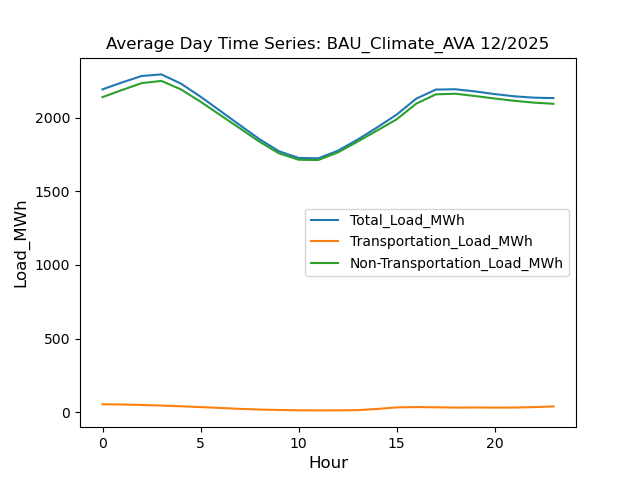 Average Day Time Series: BAU_Climate_AVA 12/2025
Load_MWh
2000
1500
1000
500
0
Total_Load_MWh
Transportation_Load_MWh
Non-Transportation_Load_MWh
0 5 10 15 20
Hour